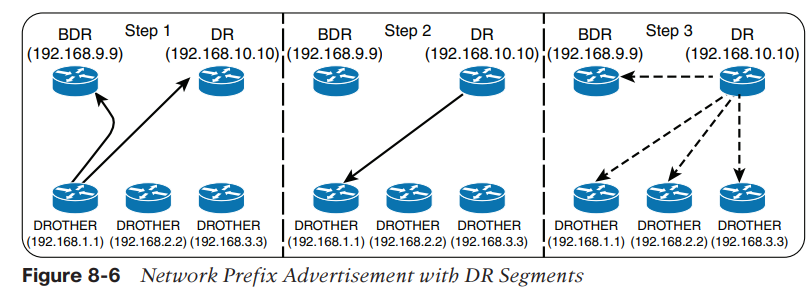 BDR Step 1 DR
(192.168.9.9) (192.168.10.10)
BDR Step 2 DR
(192.168.9.9) (192.168.10.10)
BDR Step 3 DR
(192.168.9.9) (192.168.10.10)
DROTHER DROTHER DROTHER
(192.168.1.1) (192.168.2.2) (192.168.3.3)
DROTHER DROTHER DROTHER
(192.168.1.1) (192.168.2.2) (192.168.3.3)
DROTHER DROTHER DROTHER
(192.168.1.1) (192.168.2.2) (192.168.3.3)
Figure 8-6 Network Prefix Advertisement with DR Segments